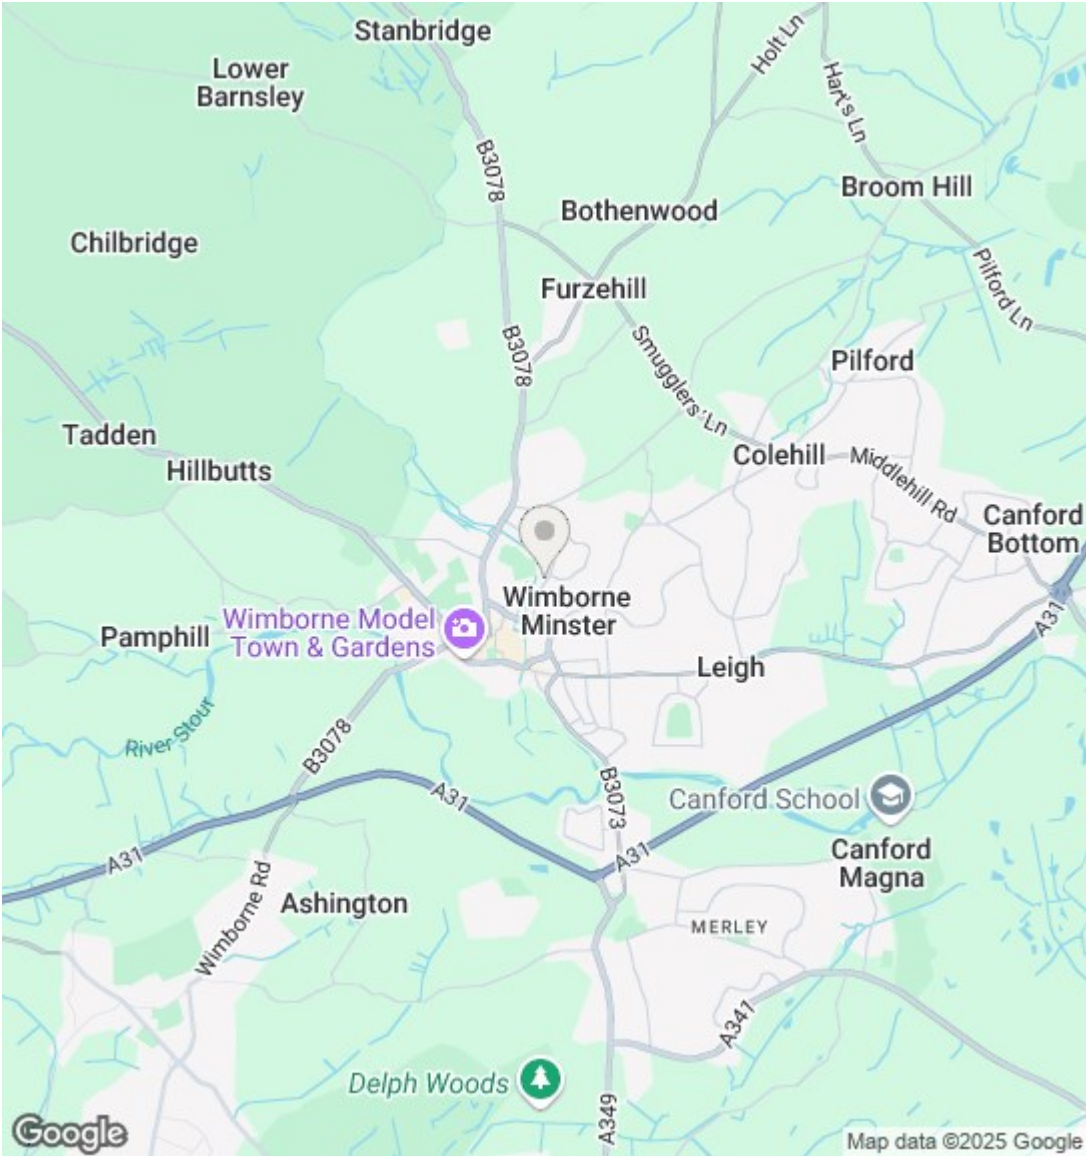 Stanbridge
Lower
Barnsley
Holt Ln
Hart's Ln
B3078
Broom Hill
Bothenwood
Chilbridge
Pilford Ln
Furzehill
B3078
Smugglers' Ln
Pilford
Tadden
Hillbutts
Colehill
Middlehill Rd
Canford
Bottom
Wimborne
Minster
A31
Wimborne Model
Town & Gardens
Pamphill
Leigh
River Stour
B3078
B3073
A31
Canford School
A31
A31
Canford
Magna
Wimborne Rd
Ashington
MERLEY
A341
Delph Woods
A349
Google
Map data ©2025 Google